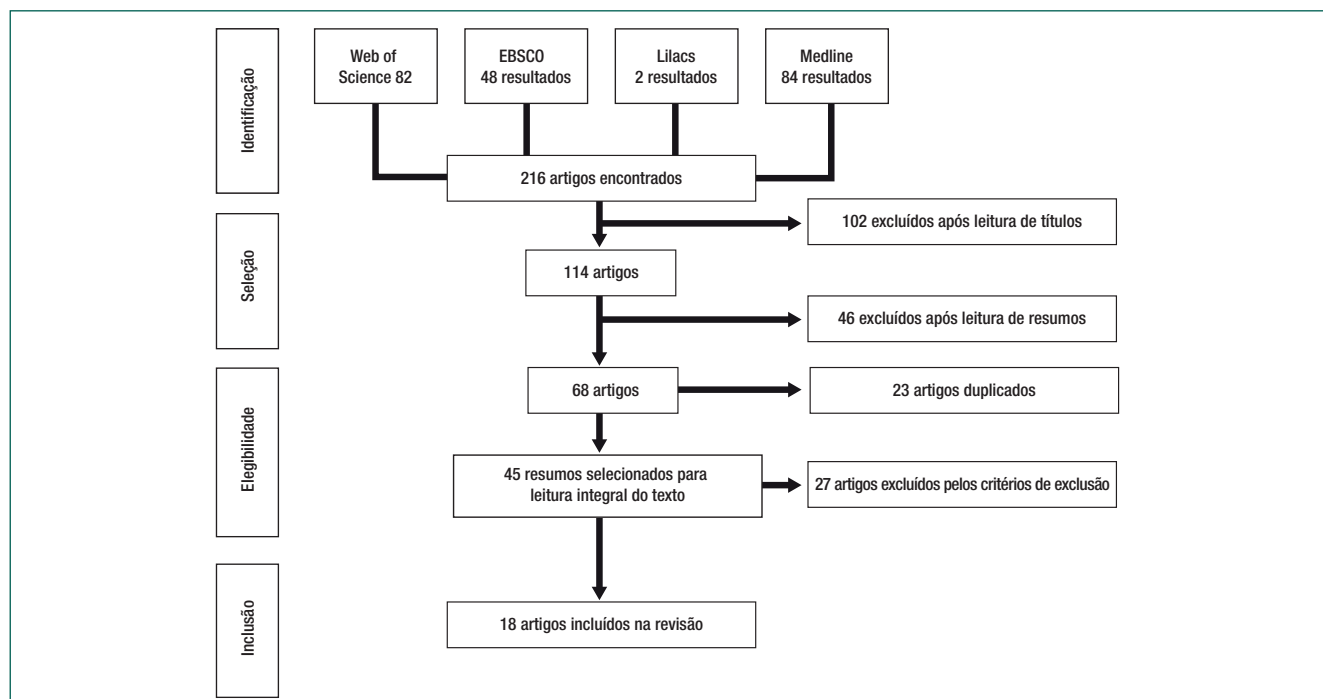 Identificação
Web of
Science 82
EBSCO
48 resultados
Lilacs
2 resultados
Medline
84 resultados
216 artigos encontrados
Seleção
102 excluídos após leitura de títulos
114 artigos
46 excluídos após leitura de resumos
Elegibilidade
68 artigos
23 artigos duplicados
45 resumos selecionados para
leitura integral do texto
27 artigos excluídos pelos critérios de exclusão
Inclusão
18 artigos incluídos na revisão